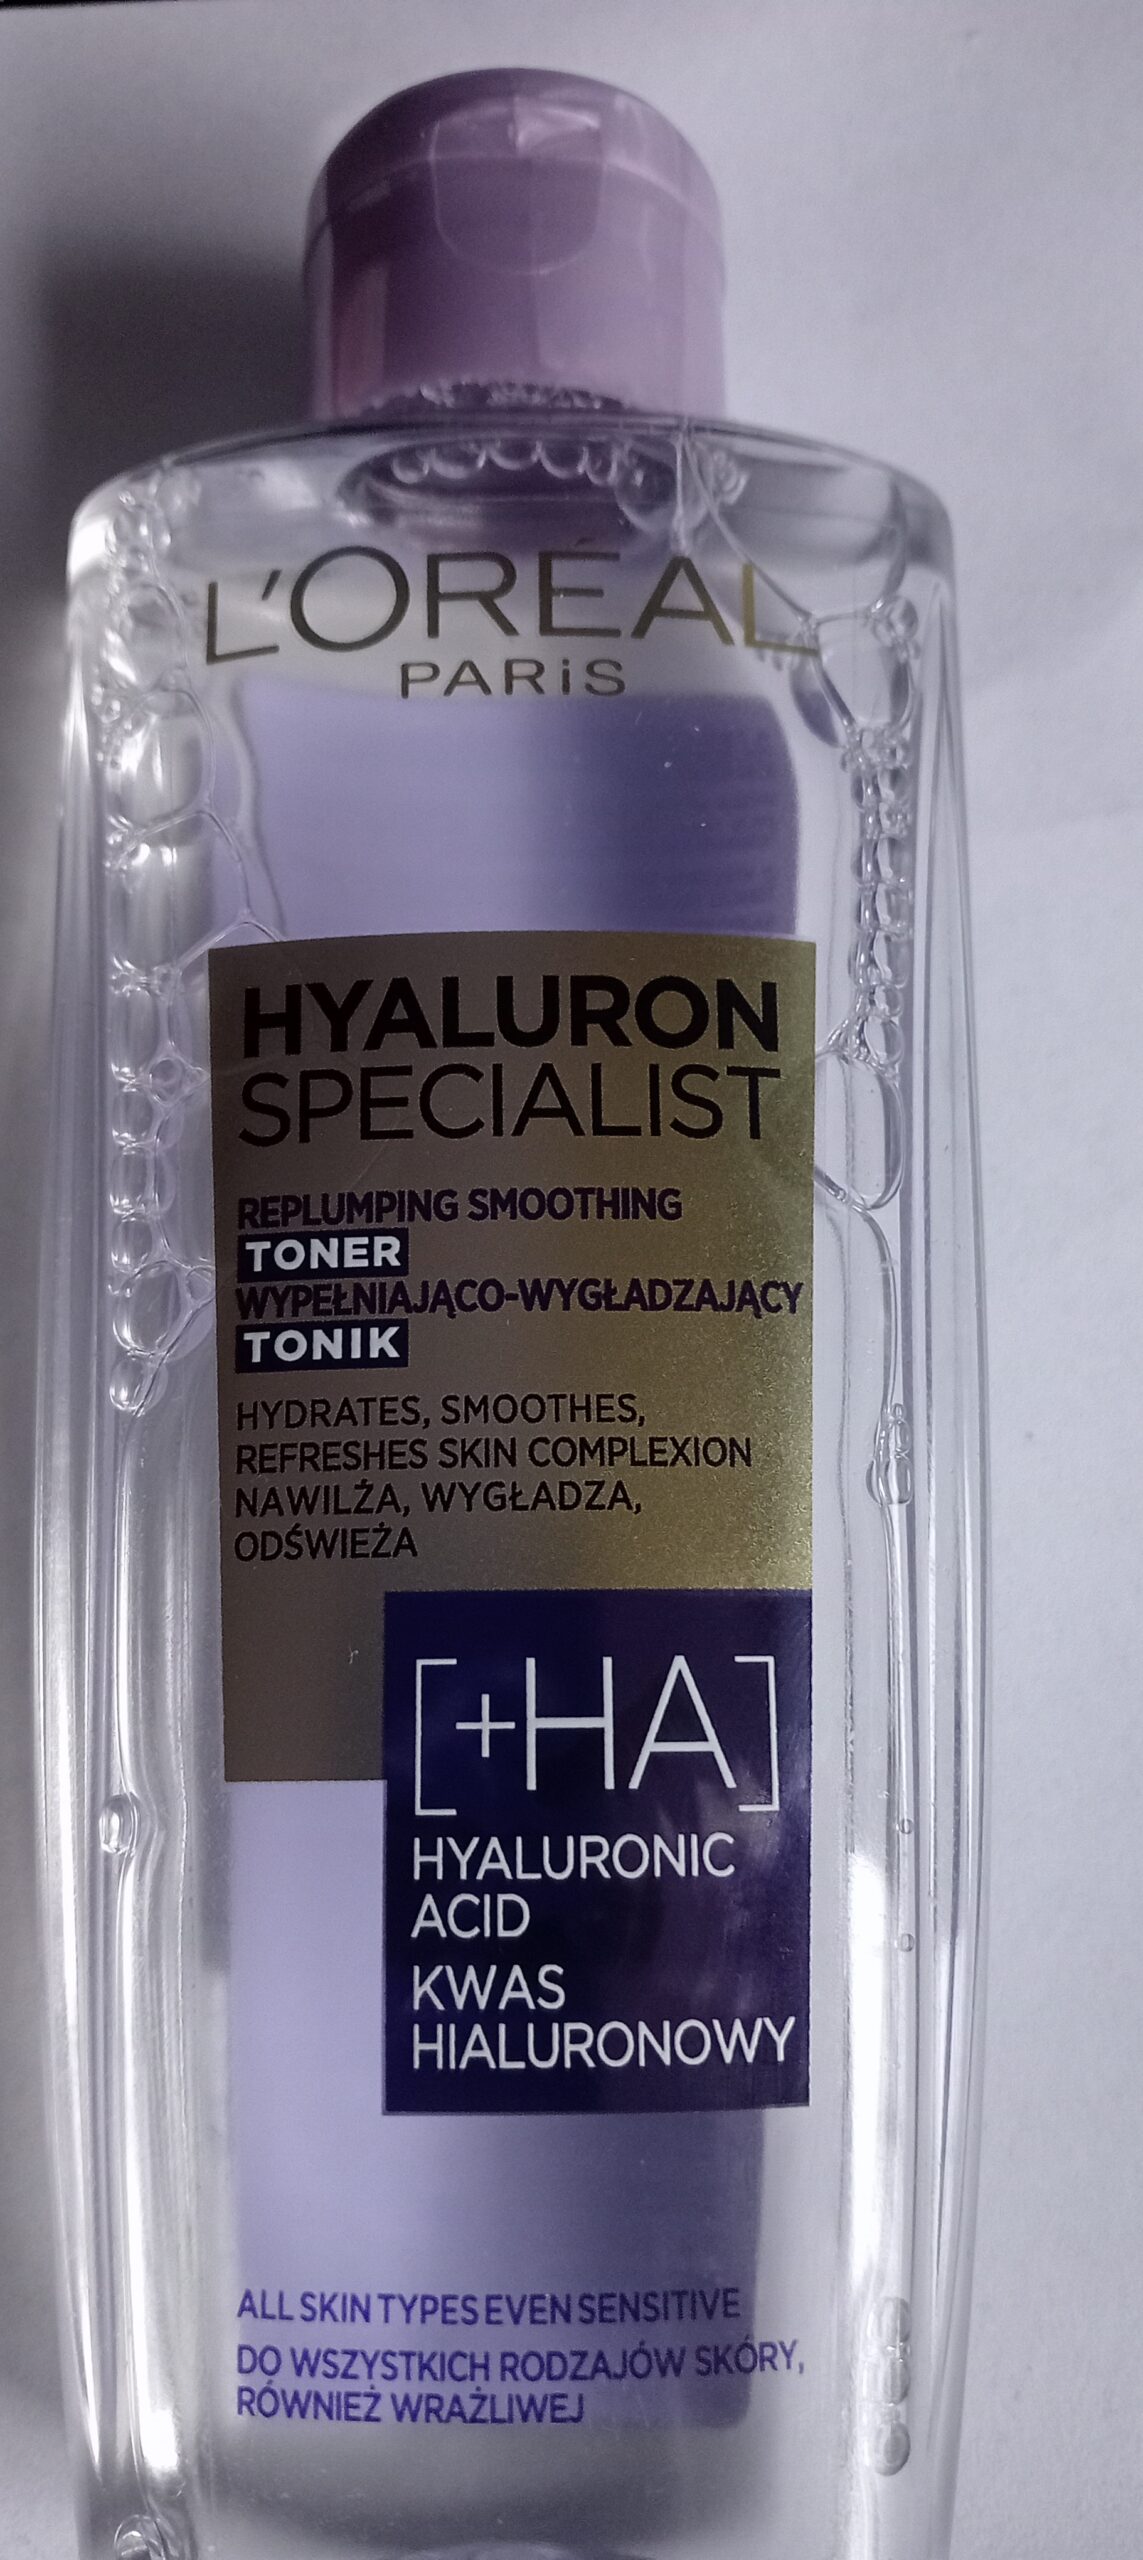 L'ORÉAL
PARiS
HYALURON
SPECIALIST
REPLUMPING SMOOTHING
TONER
WYPEŁNIAJĄCO-WYGŁADZAJĄCY
TONIK
HYDRATES, SMOOTHES,
REFRESHES SKIN COMPLEXION
NAWILŻA, WYGŁADZA,
ODŚWIEŻA
[+HA]
HYALURONIC
ACID
KWAS
HIALURONOWY
ALL SKIN TYPES EVEN SENSITIVE
DO WSZYSTKICH RODZAJÓW SKÓRY,
RÓWNIEŻ WRAŻLIWEJ